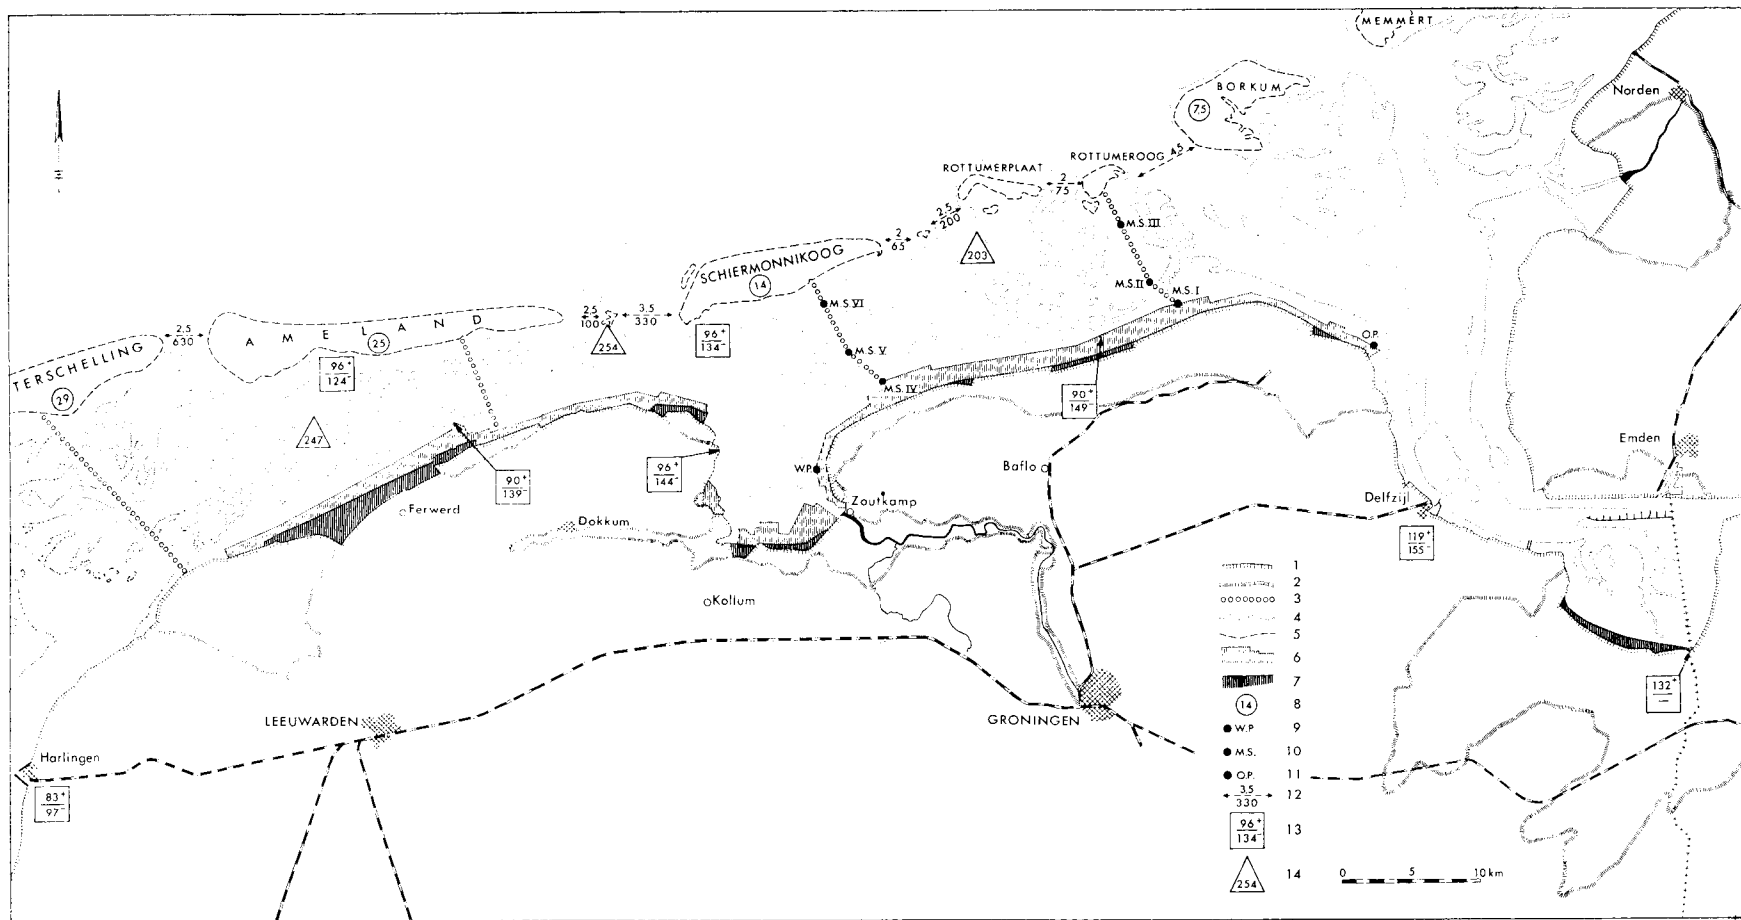 MEMMERT
BORKUM
7,5
Norden
4,5
ROTTUMEROOG
ROTTUMERPLAAT
2
75
2,5
200
M.S.III
2
65
203
SCHIERMONNIKOOG
14
M.S.II
M.S.I
M.S.VI
2,5
630
AMELAND
25
2,5
100
3,5
330
254
96+
134-
O.P.
TERSCHELLING
29
96+
124-
M.S.V
M.S.IV
90+
149-
247
Emden
W.P.
Baflo
96+
144-
90+
139-
Zoutkamp
Delfzijl
Ferwerd
Dokkum
119+
155-
Kollum
1
2
3
4
5
6
7
14 8
W.P 9
M.S. 10
O.P. 11
3,5
330
12
96+
134-
13
254
14
0 5 10 km
132+
—
LEEUWARDEN
GRONINGEN
Harlingen
83+
97-